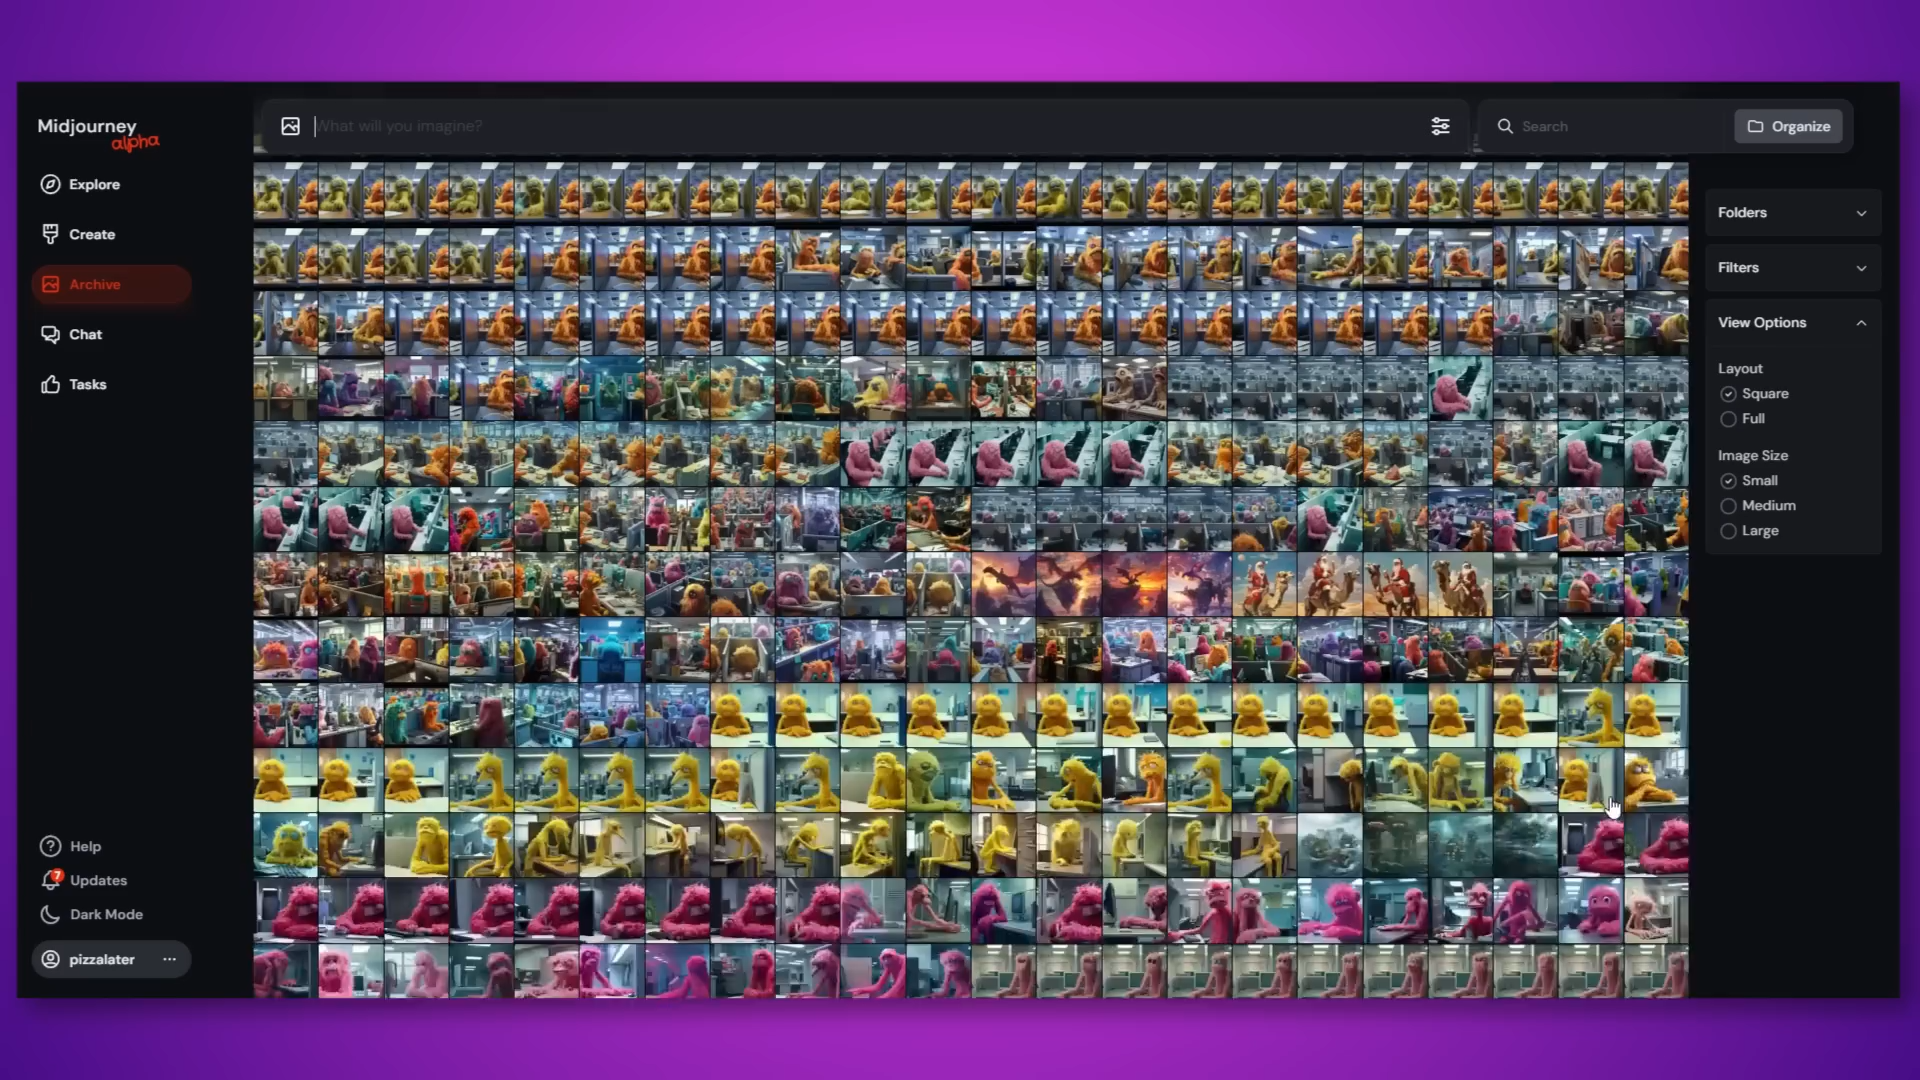 Midjourney
alpha
Explore
Create
Archive
Chat
Tasks
Help
7
Updates
Dark Mode
pizzalater
What will you imagine?
Search
Organize
Folders
Filters
View Options
Layout
Square
Full
Image Size
Small
Medium
Large